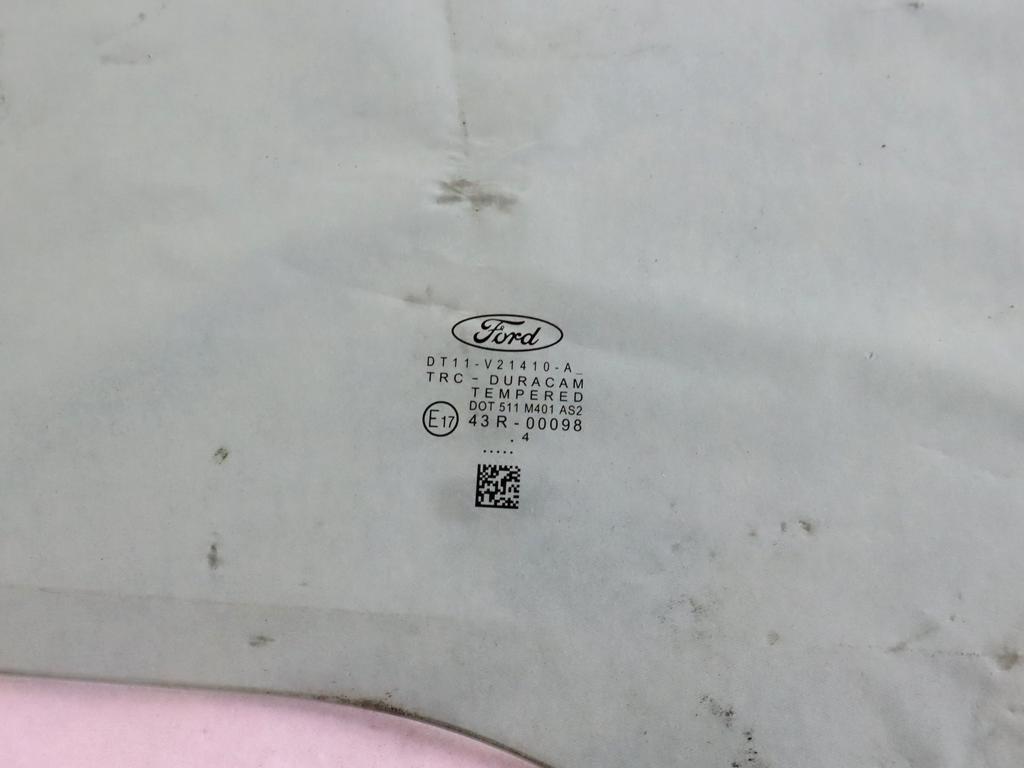 Ford
DT11-V21410-A_
TRC - DURACAM
TEMPERED
DOT 511 M401 AS2
E17 43R-00098
. 4
.....